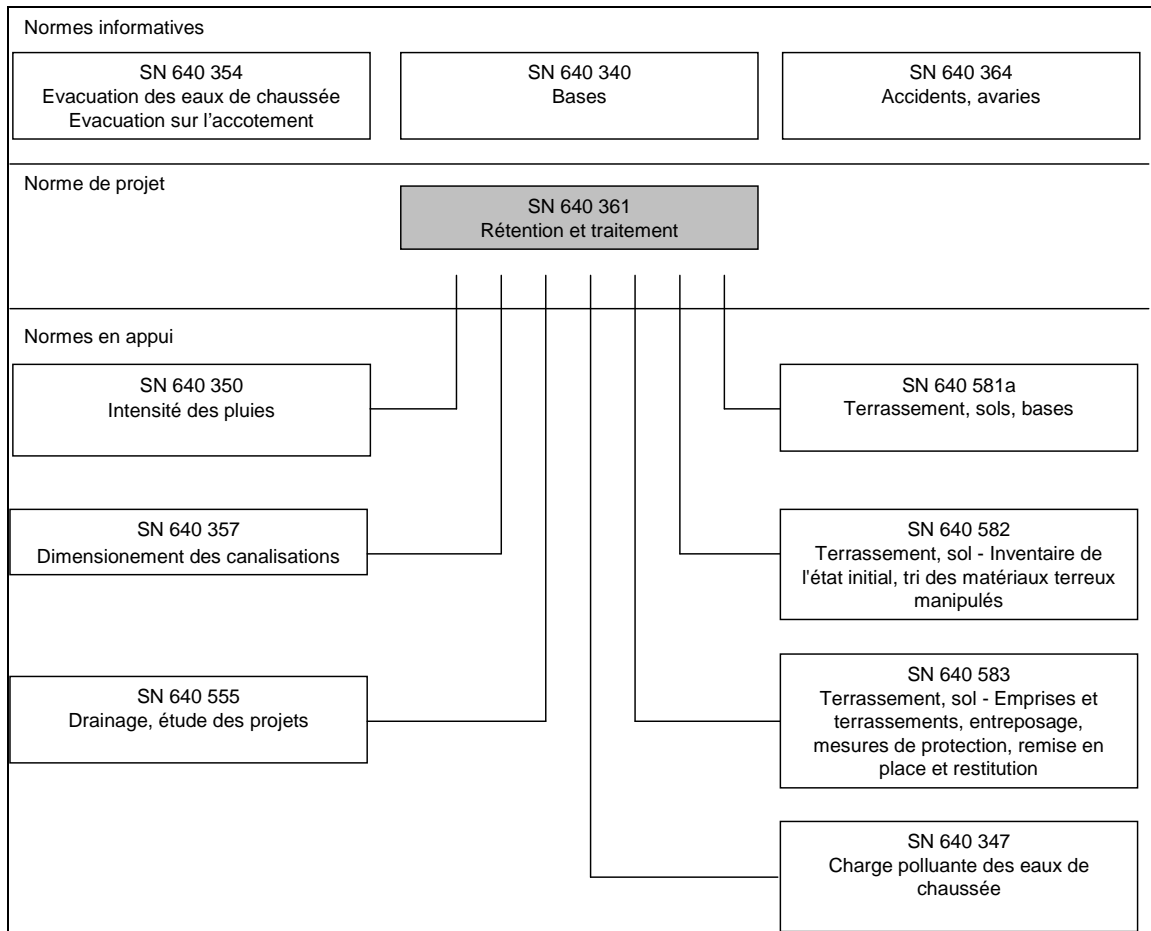 Normes informatives
SN 640 354
Evacuation des eaux de chaussée
Evacuation sur l'accotement
SN 640 340
Bases
SN 640 364
Accidents, avaries
Norme de projet
SN 640 361
Rétention et traitement
Normes en appui
SN 640 350
Intensité des pluies
SN 640 581a
Terrassement, sols, bases
SN 640 357
Dimensionement des canalisations
SN 640 582
Terrassement, sol - Inventaire de
l'état initial, tri des matériaux terreux
manipulés
SN 640 555
Drainage, étude des projets
SN 640 583
Terrassement, sol - Emprises et
terrassements, entreposage,
mesures de protection, remise en
place et restitution
SN 640 347
Charge polluante des eaux de
chaussée